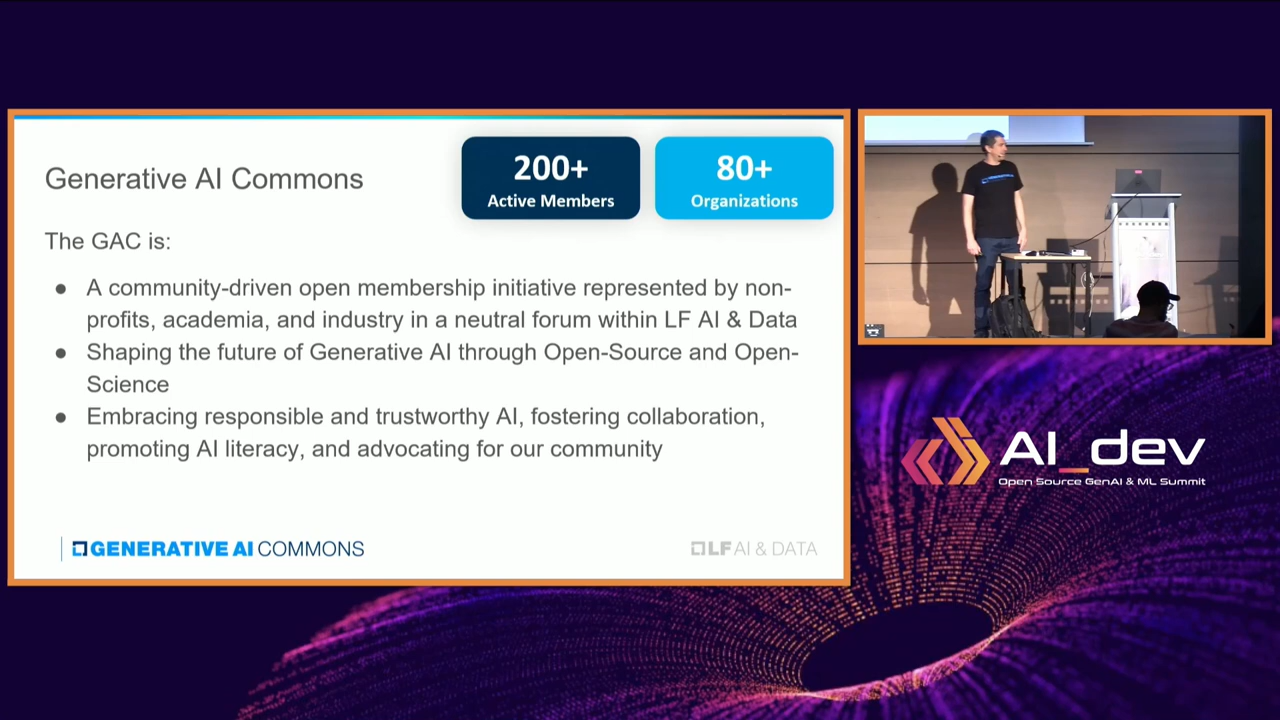 Generative AI Commons
200+
Active Members
80+
Organizations
The GAC is:
● A community-driven open membership initiative represented by non-
profits, academia, and industry in a neutral forum within LF AI & Data
● Shaping the future of Generative AI through Open-Source and Open-
Science
● Embracing responsible and trustworthy AI, fostering collaboration,
promoting AI literacy, and advocating for our community
GENERATIVE AI COMMONS
LF AI & DATA
AI_dev
Open Source GenAI & ML Summit